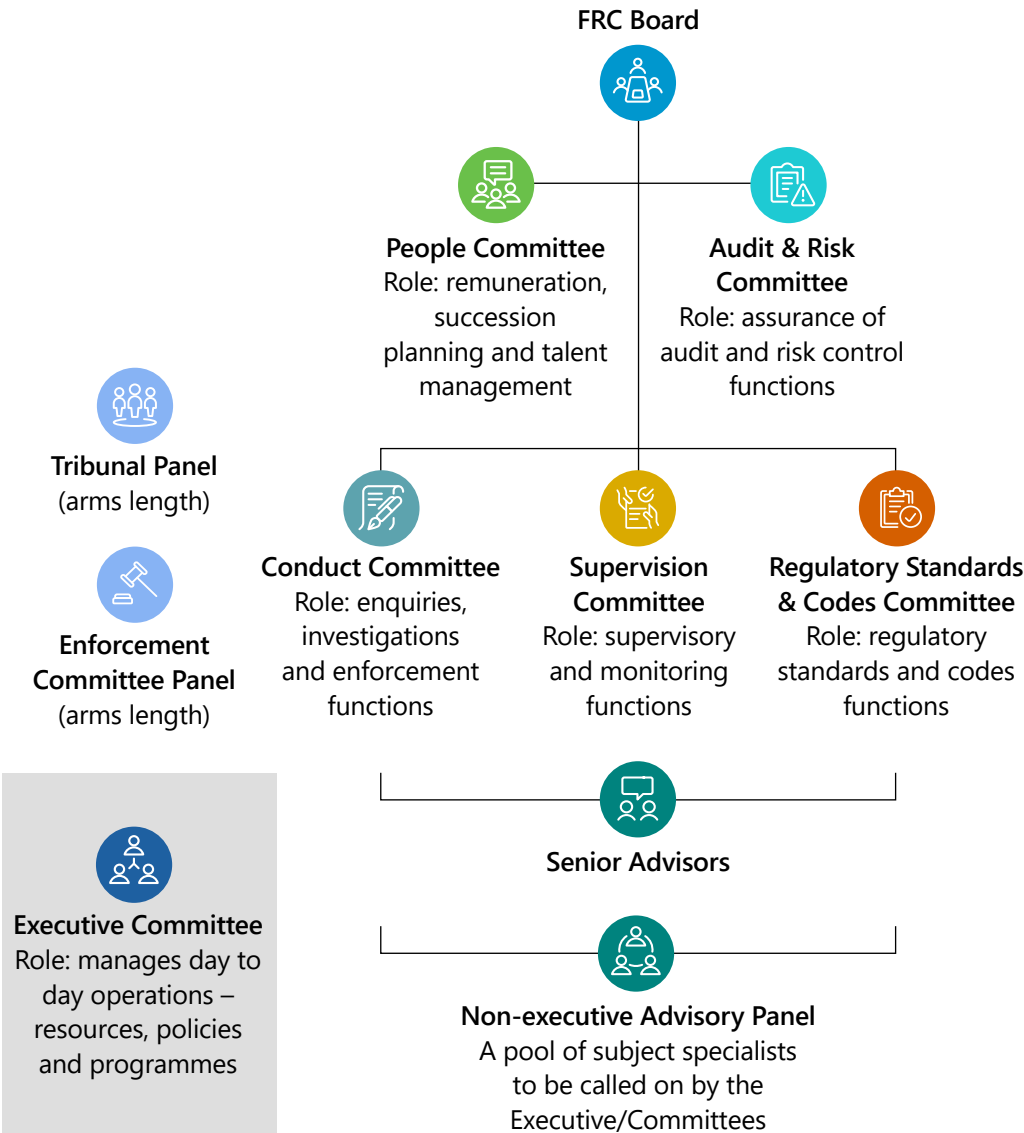 FRC Board
People Committee
Role: remuneration,
succession
planning and talent
management
Audit & Risk
Committee
Role: assurance of
audit and risk control
functions
Tribunal Panel
(arms length)
Enforcement
Committee Panel
(arms length)
Conduct Committee
Role: enquiries,
investigations
and enforcement
functions
Supervision
Committee
Role: supervisory
and monitoring
functions
Regulatory Standards
& Codes Committee
Role: regulatory
standards and codes
functions
Senior Advisors
Executive Committee
Role: manages day to
day operations –
resources, policies
and programmes
Non-executive Advisory Panel
A pool of subject specialists
to be called on by the
Executive/Committees